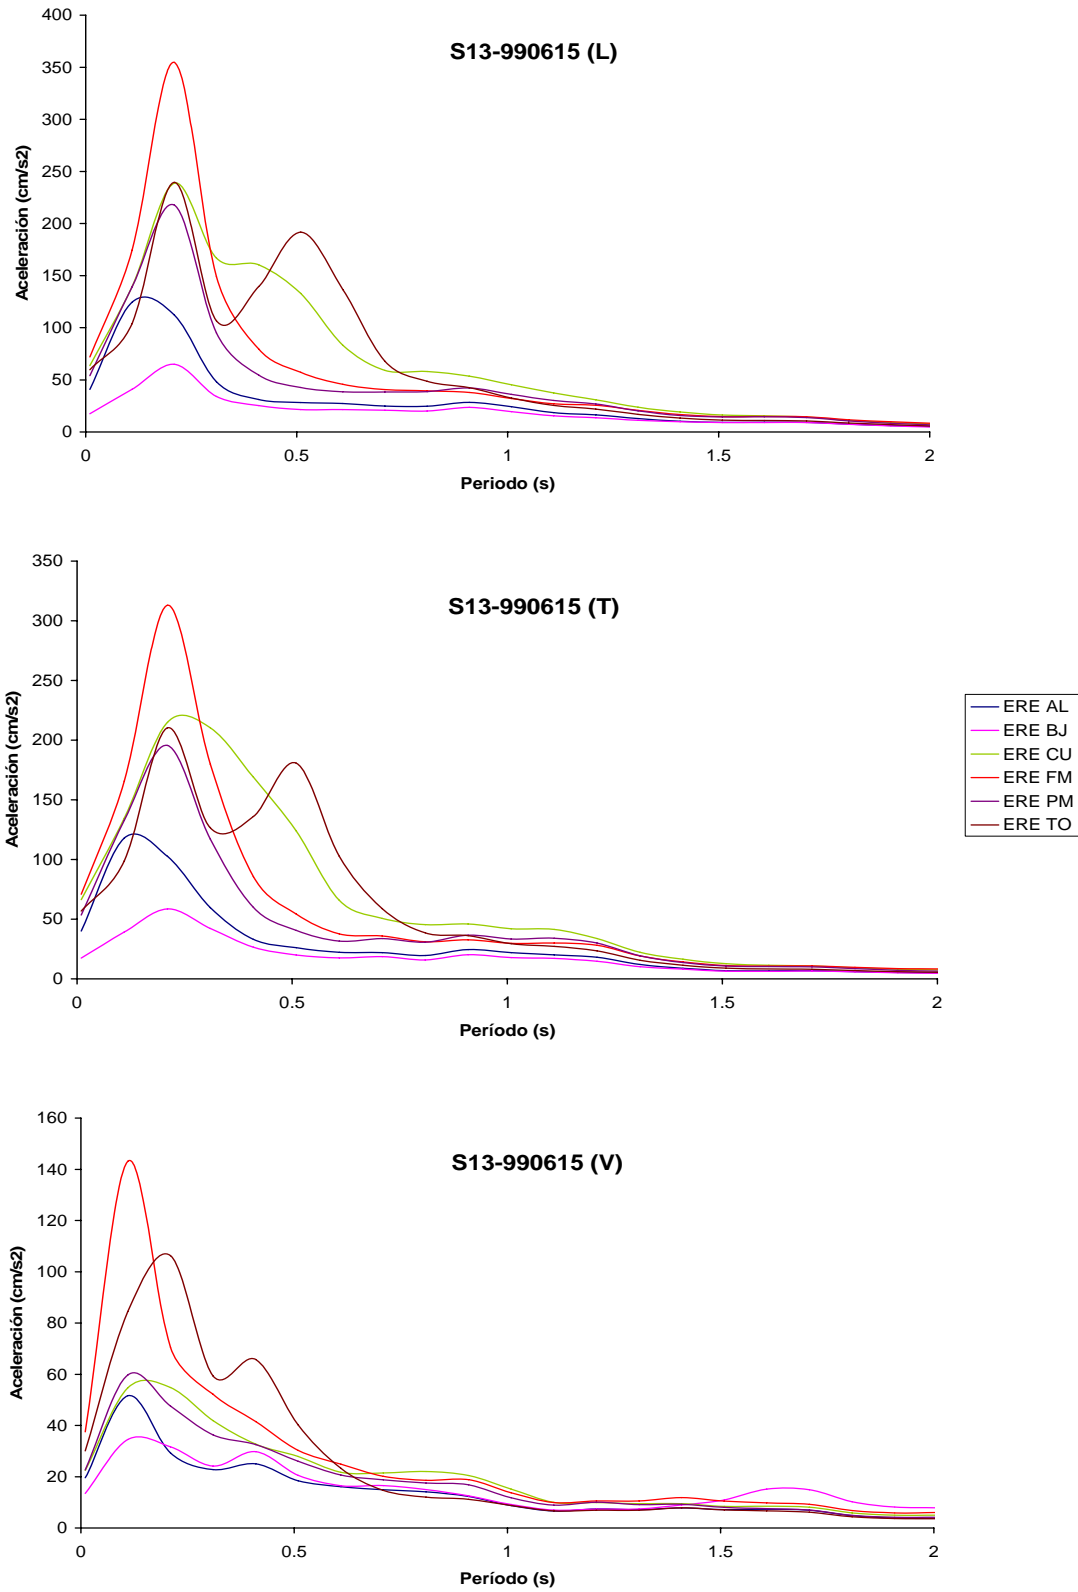 S13-990615 (L)
Aceleración (cm/s2)
400
350
300
250
200
150
100
50
0
0 0.5 1 1.5 2
Periodo (s)
S13-990615 (T)
Aceleración (cm/s2)
350
300
250
200
150
100
50
0
0 0.5 1 1.5 2
Período (s)
ERE AL
ERE BJ
ERE CU
ERE FM
ERE PM
ERE TO
S13-990615 (V)
Aceleración (cm/s2)
160
140
120
100
80
60
40
20
0
0 0.5 1 1.5 2
Período (s)